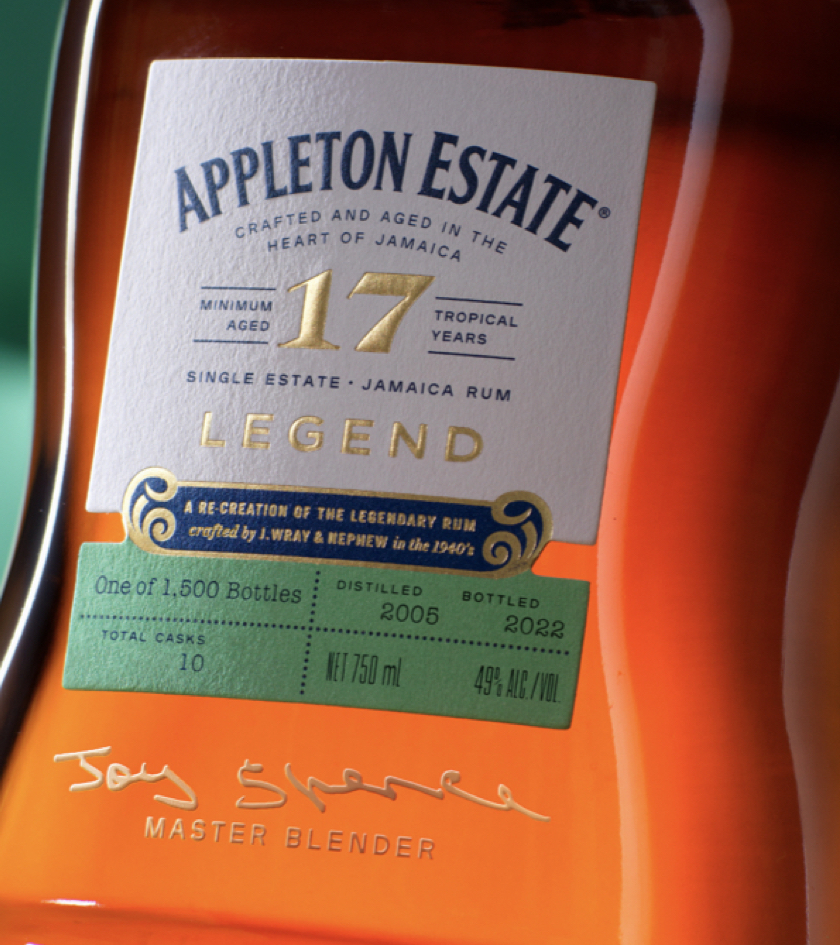 APPLETON ESTATE®
CRAFTED AND AGED IN THE
HEART OF JAMAICA
MINIMUM
AGED
17
TROPICAL
YEARS
SINGLE ESTATE · JAMAICA RUM
LEGEND
A RE-CREATION OF THE LEGENDARY RUM
crafted by J. WRAY & NEPHEW in the 1940's
One of 1,500 Bottles
DISTILLED
2005
BOTTLED
2022
TOTAL CASKS
10
NET 750 ml
49% ALC./VOL.
Joy Spence
MASTER BLENDER